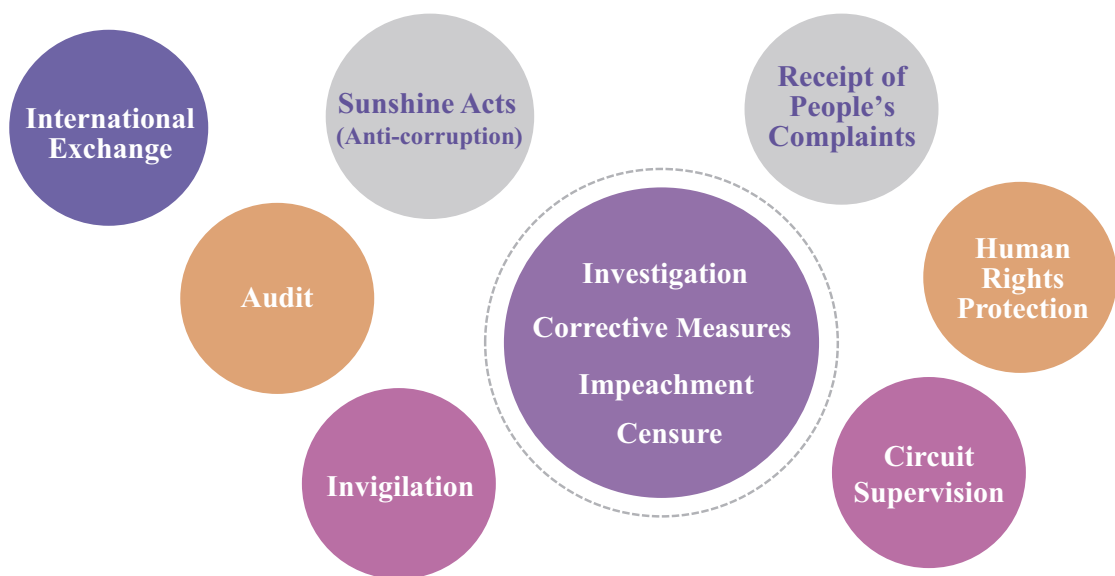 International
Exchange
Sunshine Acts
(Anti-corruption)
Receipt of
People’s
Complaints
Audit
Investigation
Corrective Measures
Impeachment
Censure
Human
Rights
Protection
Invigilation
Circuit
Supervision